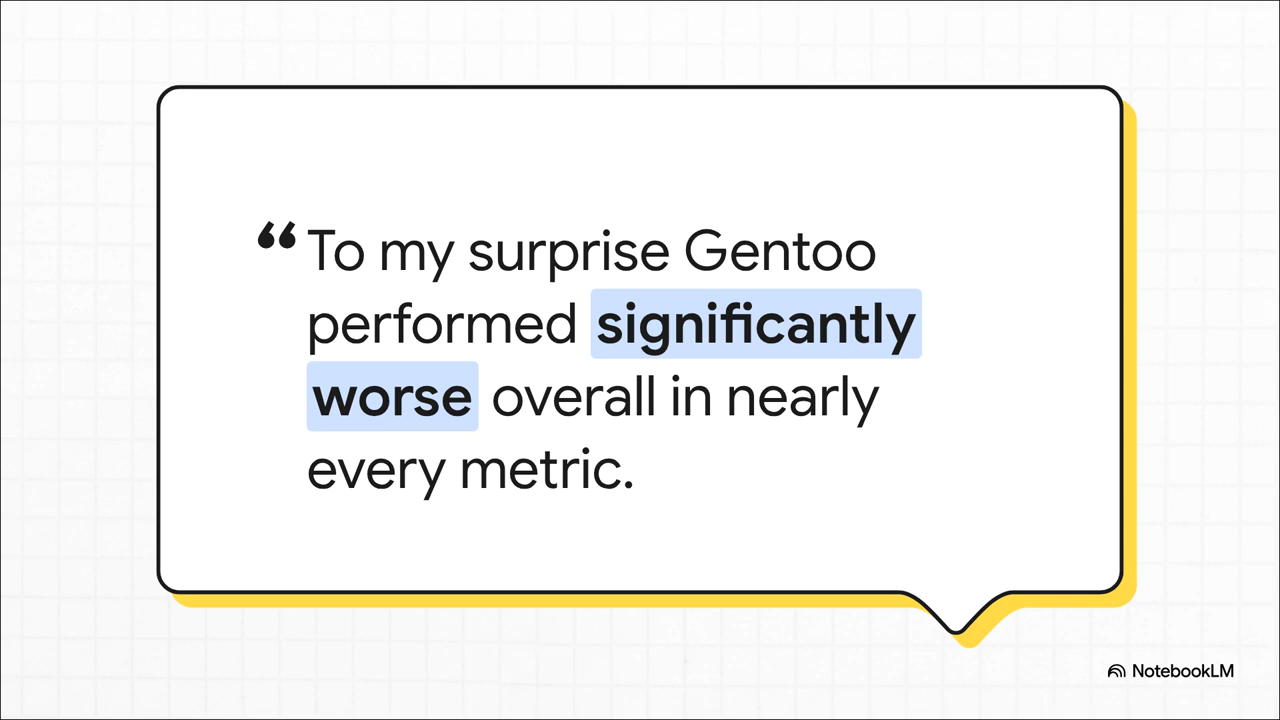 “To my surprise Gentoo
performed significantly
worse overall in nearly
every metric.
NotebookLM